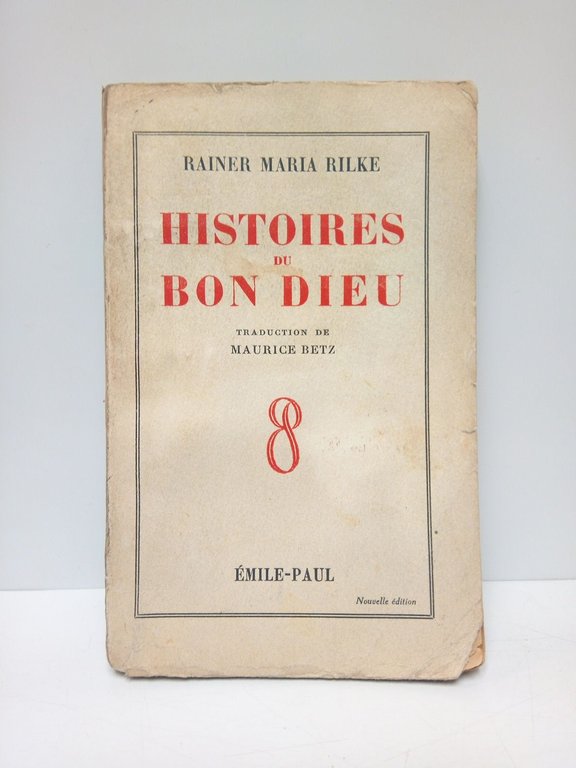 RAINER MARIA RILKE
HISTOIRES
DU
BON DIEU
TRADUCTION DE
MAURICE BETZ
8
ÉMILE-PAUL
Nouvelle édition